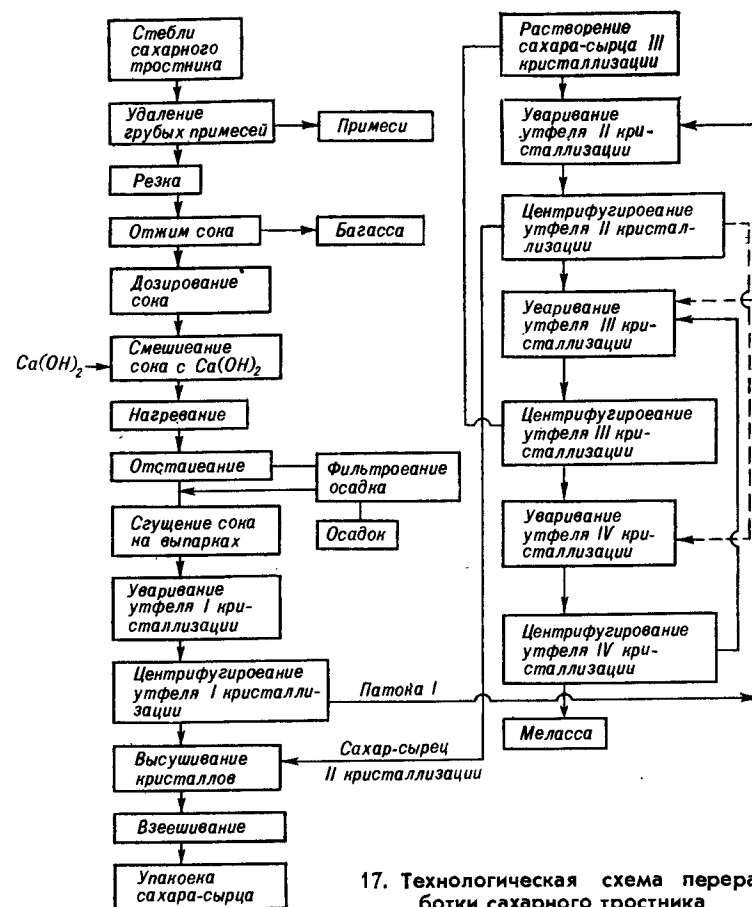 Стебли
сахарного
тростника
Удаление
грубых примесей
Примеси
Резка
Отжим сока
Багасса
Дозирование
сока
Ca(OH)₂
Смешивание
сока с Ca(OH)₂
Нагревание
Отстаивание
Фильтрование
осадка
Осадок
Сгущение сока
на выпарках
Уваривание
утфеля I кри-
сталлизации
Центрифугирование
утфеля I кристалли-
зации
Патока I
Высушивание
кристаллов
Сахар-сырец
II кристаллизации
Взвешивание
Упаковка
сахара-сырца
Растворение
сахара-сырца III
кристаллизации
Уваривание
утфеля II кри-
сталлизации
Центрифугирование
утфеля II кристал-
лизации
Уваривание
утфеля III кри-
сталлизации
Центрифугирование
утфеля III кри-
сталлизации
Уваривание
утфеля IV кри-
сталлизации
Центрифугирование
утфеля IV кри-
сталлизации
Меласса
17. Технологическая схема перера
ботки сахарного тростника